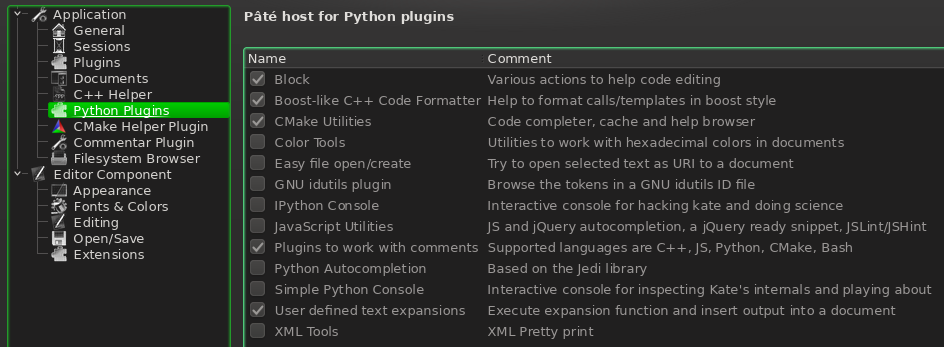 Application
General
Sessions
Plugins
Documents
C++ Helper
Python Plugins
CMake Helper Plugin
Commentar Plugin
Filesystem Browser
Editor Component
Appearance
Fonts & Colors
Editing
Open/Save
Extensions
Pâté host for Python plugins
Name Comment
Block Various actions to help code editing
Boost-like C++ Code Formatter Help to format calls/templates in boost style
CMake Utilities Code completer, cache and help browser
Color Tools Utilities to work with hexadecimal colors in documents
Easy file open/create Try to open selected text as URI to a document
GNU idutils plugin Browse the tokens in a GNU idutils ID file
IPython Console Interactive console for hacking kate and doing science
JavaScript Utilities JS and jQuery autocompletion, a jQuery ready snippet, JSLint/JSHint
Plugins to work with comments Supported languages are C++, JS, Python, CMake, Bash
Python Autocompletion Based on the Jedi library
Simple Python Console Interactive console for inspecting Kate's internals and playing about
User defined text expansions Execute expansion function and insert output into a document
XML Tools XML Pretty print